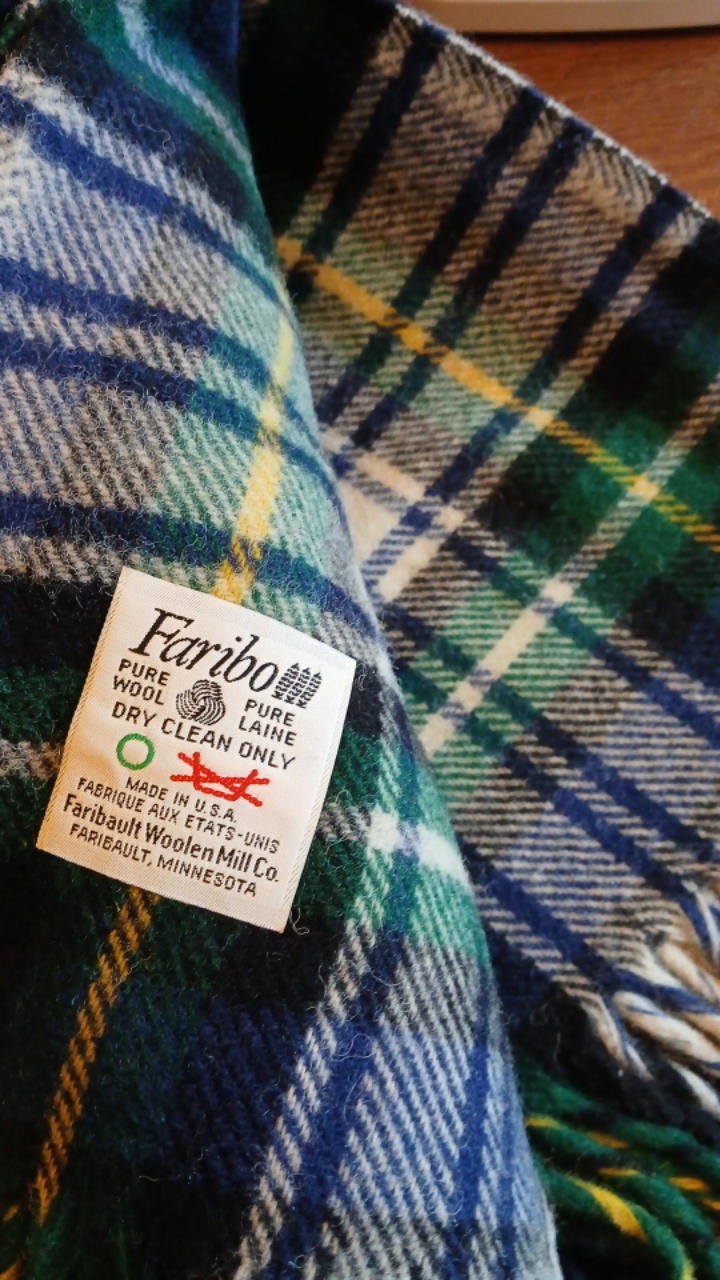 Faribo
PURE WOOL
PURE LAINE
DRY CLEAN ONLY
MADE IN U.S.A.
FABRIQUE AUX ETATS-UNIS
Faribault Woolen Mill Co.
FARIBAULT, MINNESOTA